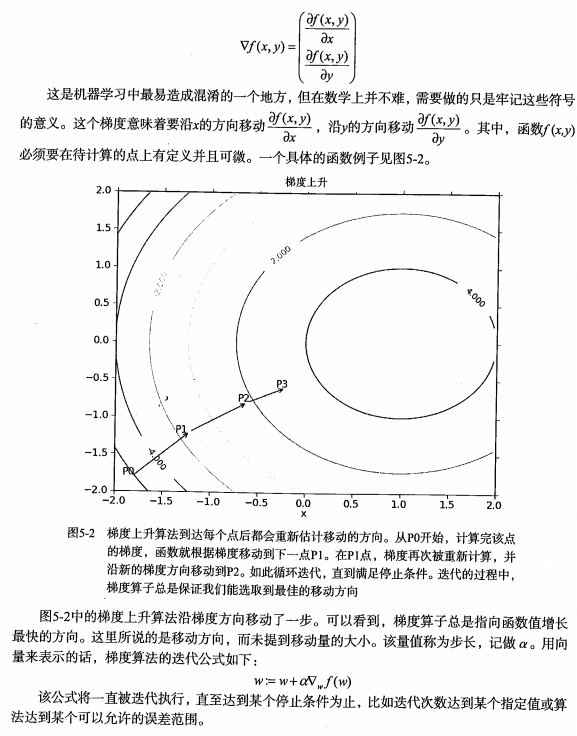 ∇f(x,y) = ( ∂f(x,y)/∂x
∂f(x,y)/∂y )
这是机器学习中最易造成混淆的一个地方，但在数学上并不难，需要做的只是牢记这些符号
的意义。这个梯度意味着要沿x的方向移动 ∂f(x,y)/∂x ，沿y的方向移动 ∂f(x,y)/∂y 。其中，函数f(x,y)
必须要在待计算的点上有定义并且可微。一个具体的函数例子见图5-2。
梯度上升
2.0
1.5
1.0
0.5
0.0
−0.5
−1.0
−1.5
−2.0
2.000
4.000
-2.000
-4.000
P0
P1
P2
P3
−2.0 −1.5 −1.0 −0.5 0.0 0.5 1.0 1.5 2.0
x
图5-2 梯度上升算法到达每个点后都会重新估计移动的方向。从P0开始，计算完该点
的梯度，函数就根据梯度移动到下一点P1。在P1点，梯度再次被重新计算，并
沿新的梯度方向移动到P2。如此循环迭代，直到满足停止条件。迭代的过程中，
梯度算子总是保证我们能选取到最佳的移动方向
图5-2中的梯度上升算法沿梯度方向移动了一步。可以看到，梯度算子总是指向函数值增长
最快的方向。这里所说的是移动方向，而未提到移动量的大小。该量值称为步长，记做α。用向
量来表示的话，梯度算法的迭代公式如下：
w := w+α∇w f(w)
该公式将一直被迭代执行，直至达到某个停止条件为止，比如迭代次数达到某个指定值或算
法达到某个可以允许的误差范围。